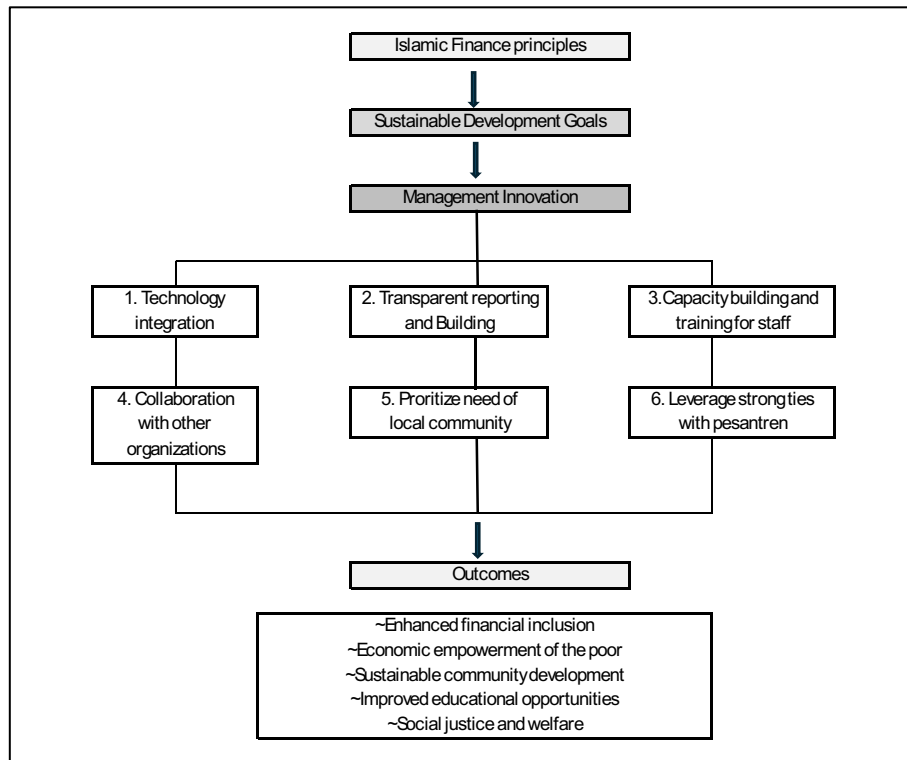 Islamic Finance principles
Sustainable Development Goals
Management Innovation
1. Technology
integration
2. Transparent reporting
and Building
3.Capacity building and
training for staff
4. Collaboration
with other
organizations
5. Prioritize need of
local community
6. Leverage strong ties
with pesantren
Outcomes
~Enhanced financial inclusion
~Economic empowerment of the poor
~Sustainable community development
~Improved educational opportunities
~Social justice and welfare